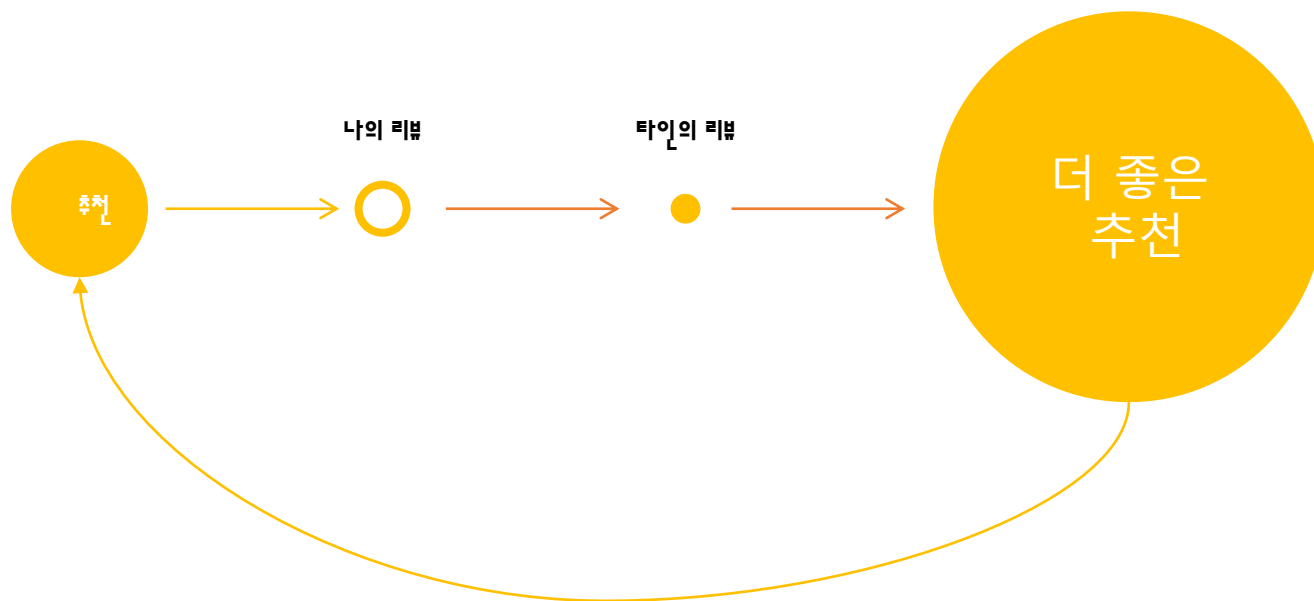 나의 리뷰
타인의 리뷰
추천
더 좋은
추천